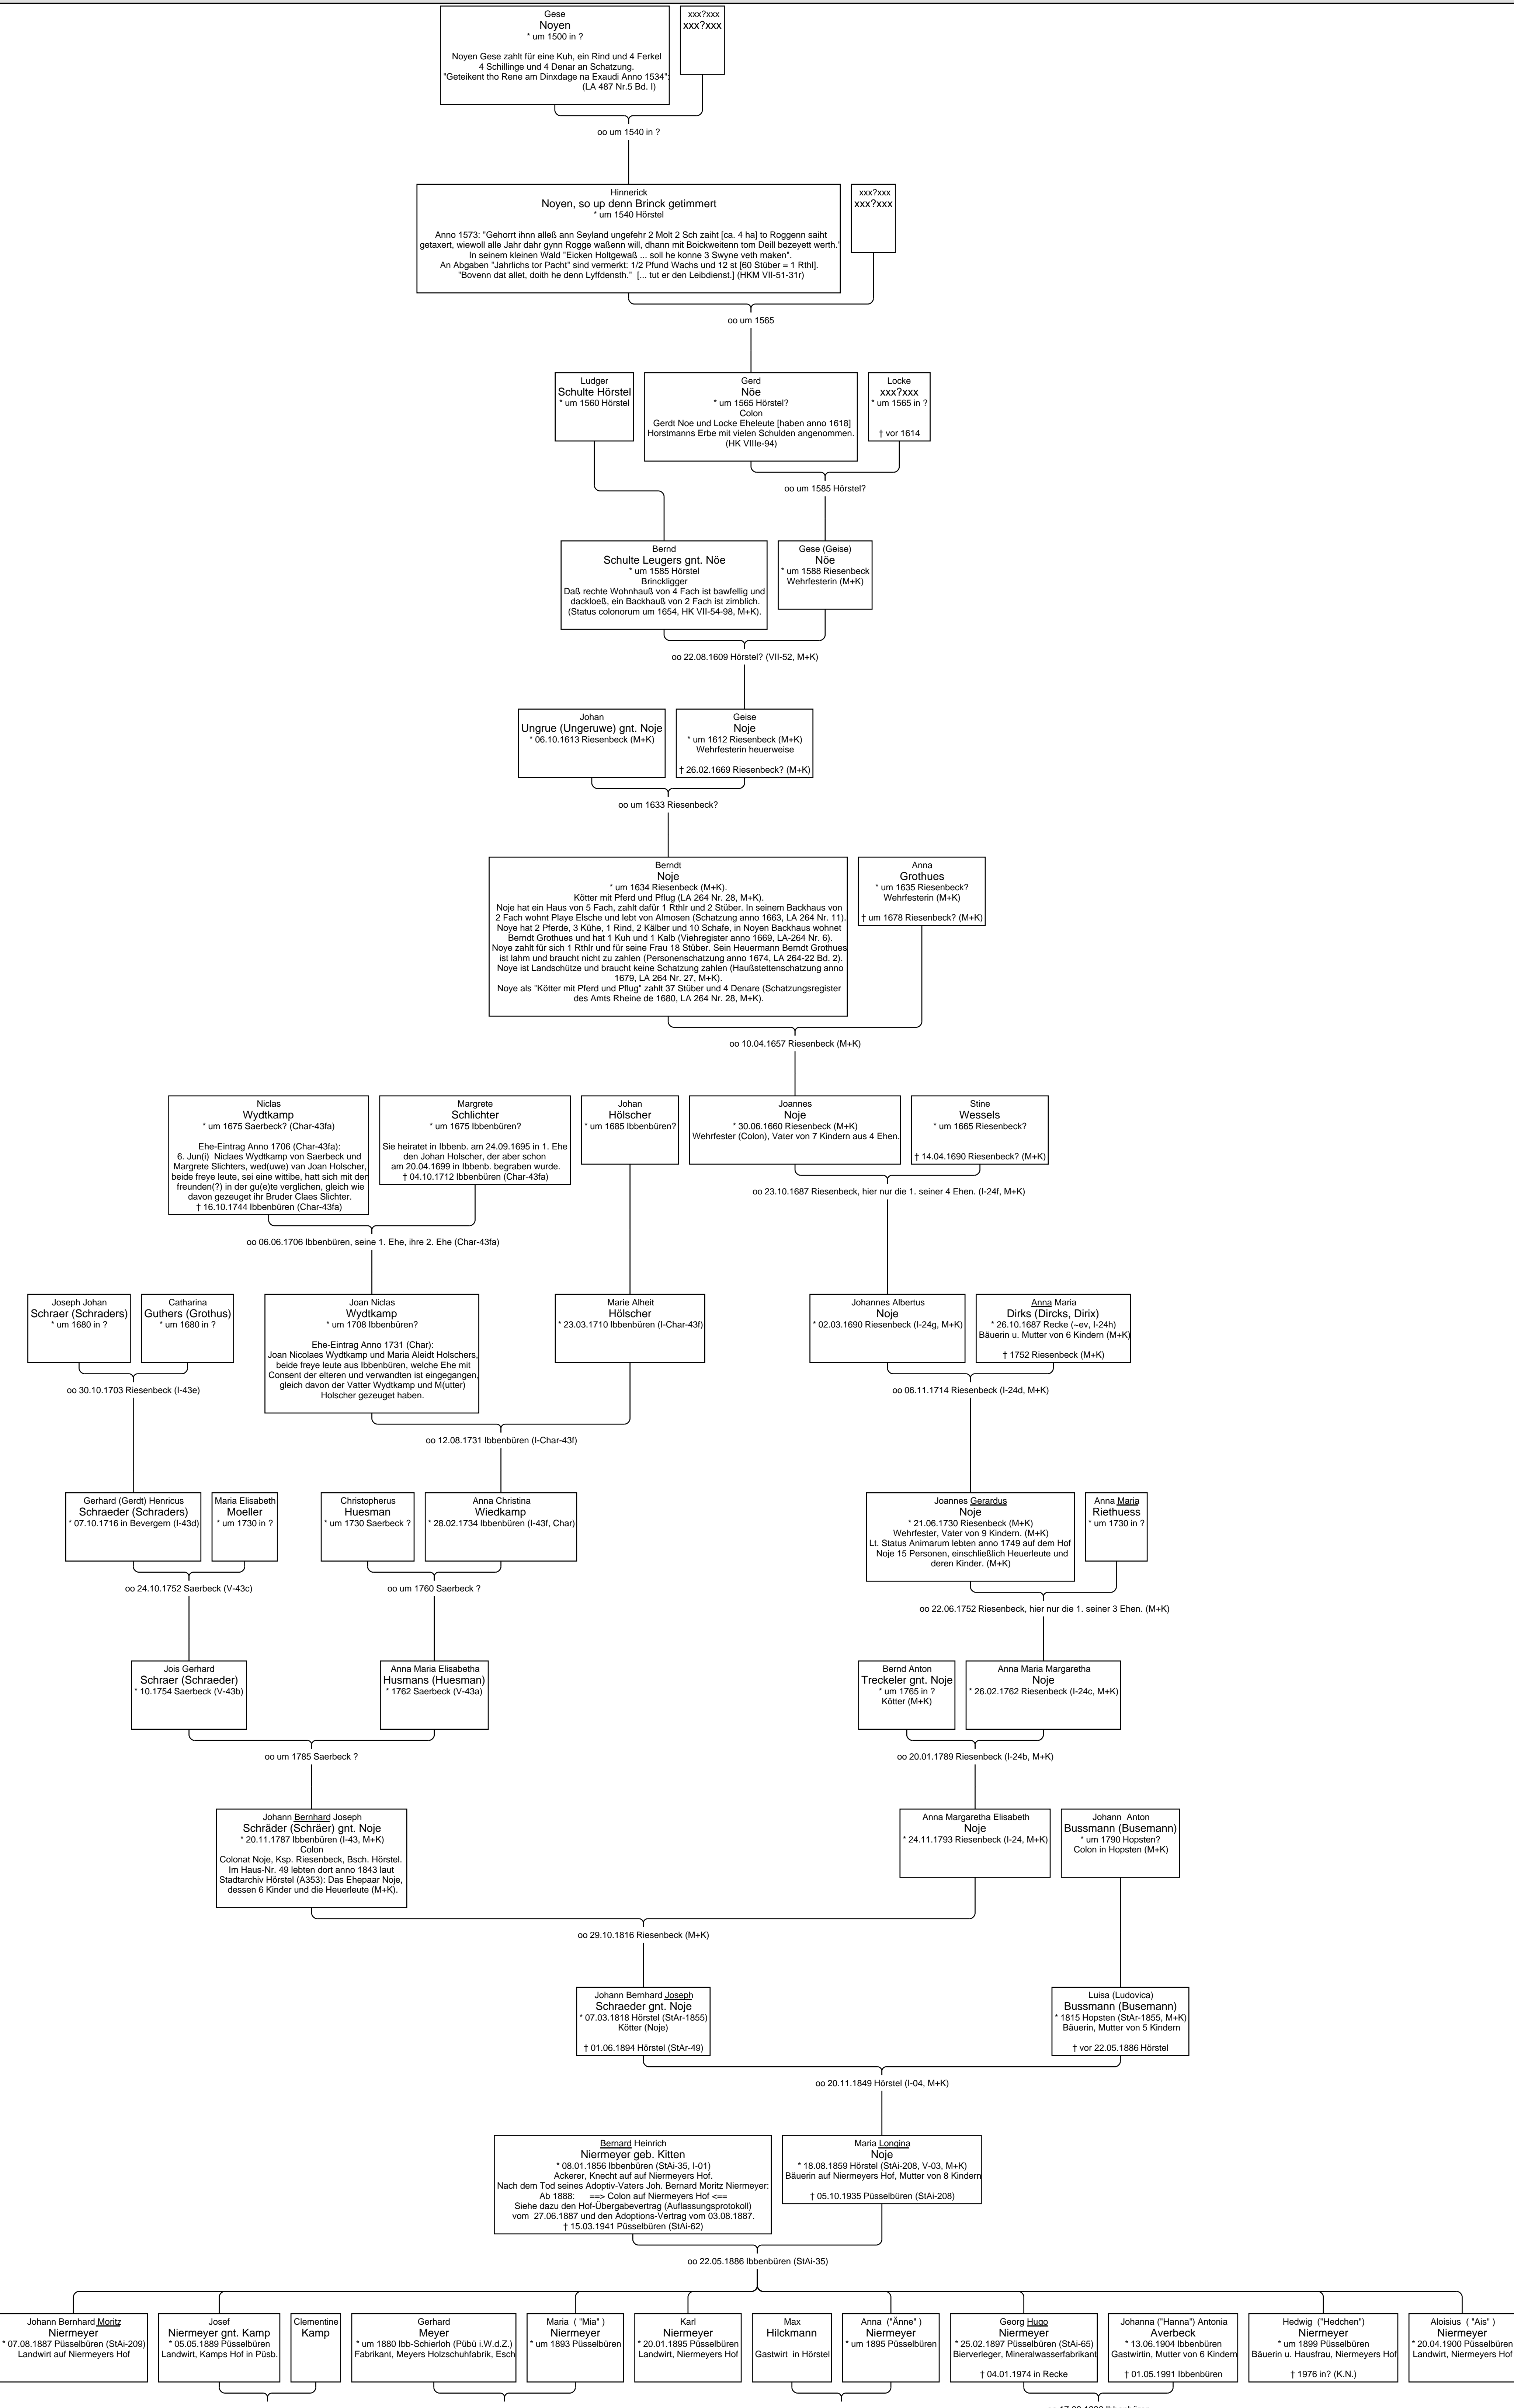 Gese
Noyen
* um 1500 in ?
Noyen Gese zahlt für eine Kuh, ein Rind und 4 Ferkel
4 Schillinge und 4 Denar an Schatzung.
"Geteikent tho Rene am Dinxdage na Exaudi Anno 1534".
(LA 487 Nr.5 Bd. I)
xxx?xxx
xxx?xxx
oo um 1540 in ?
Hinnerick
Noyen, so up denn Brinck getimmert
* um 1540 Hörstel
Anno 1573: "Gehorrt ihnn alleß ann Seyland ungefehr 2 Molt 2 Sch zaiht [ca. 4 ha] to Roggenn saiht
getaxert, wiewoll alle Jahr dahr gynn Rogge waßenn will, dhann mit Boickweitenn tom Deill bezeyett werth."
In seinem kleinen Wald "Eicken Holtgewaß ... soll he konne 3 Swyne veth maken".
An Abgaben "Jahrlichs tor Pacht" sind vermerkt: 1/2 Pfund Wachs und 12 st [60 Stüber = 1 Rthl].
"Bovenn dat allet, doith he denn Lyffdensth." [... tut er den Leibdienst.] (HKM VII-51-31r)
xxx?xxx
xxx?xxx
oo um 1565
Ludger
Schulte Hörstel
* um 1560 Hörstel
Gerd
Nöe
* um 1565 Hörstel?
Colon
Gerdt Noe und Locke Eheleute [haben anno 1618]
Horstmanns Erbe mit vielen Schulden angenommen.
(HK VIIIe-94)
Locke
xxx?xxx
* um 1565 in ?
† vor 1614
oo um 1585 Hörstel?
Bernd
Schulte Leugers gnt. Nöe
* um 1585 Hörstel
Brinckligger
Daß rechte Wohnhauß von 4 Fach ist bawfellig und
dackloeß, ein Backhauß von 2 Fach ist zimblich.
(Status colonorum um 1654, HK VII-54-98, M+K).
Gese (Geise)
Nöe
* um 1588 Riesenbeck
Wehrfesterin (M+K)
oo 22.08.1609 Hörstel? (VII-52, M+K)
Johan
Ungrue (Ungeruwe) gnt. Noje
* 06.10.1613 Riesenbeck (M+K)
Geise
Noje
* um 1612 Riesenbeck (M+K)
Wehrfesterin heuerweise
† 26.02.1669 Riesenbeck? (M+K)
oo um 1633 Riesenbeck?
Berndt
Noje
* um 1634 Riesenbeck (M+K).
Kötter mit Pferd und Pflug (LA 264 Nr. 28, M+K).
Noje hat ein Haus von 5 Fach, zahlt dafür 1 Rthlr und 2 Stüber. In seinem Backhaus von
2 Fach wohnt Playe Elsche und lebt von Almosen (Schatzung anno 1663, LA 264 Nr. 11).
Noye hat 2 Pferde, 3 Kühe, 1 Rind, 2 Kälber und 10 Schafe, in Noyen Backhaus wohnet
Berndt Grothues und hat 1 Kuh und 1 Kalb (Viehregister anno 1669, LA-264 Nr. 6).
Noye zahlt für sich 1 Rthlr und für seine Frau 18 Stüber. Sein Heuermann Berndt Grothues
ist lahm und braucht nicht zu zahlen (Personenschatzung anno 1674, LA 264-22 Bd. 2).
Noye ist Landschütze und braucht keine Schatzung zahlen (Haußstettenschatzung anno
1679, LA 264 Nr. 27, M+K).
Noye als "Kötter mit Pferd und Pflug" zahlt 37 Stüber und 4 Denare (Schatzungsregister
des Amts Rheine de 1680, LA 264 Nr. 28, M+K).
Anna
Grothues
* um 1635 Riesenbeck?
Wehrfesterin (M+K)
† um 1678 Riesenbeck? (M+K)
oo 10.04.1657 Riesenbeck (M+K)
Niclas
Wydtkamp
* um 1675 Saerbeck? (Char-43fa)
Ehe-Eintrag Anno 1706 (Char-43fa):
6. Jun(i) Niclaes Wydtkamp von Saerbeck und
Margrete Slichters, wed(uwe) van Joan Holscher,
beide freye leute, sei eine wittibe, hatt sich mit den
freunden(?) in der gu(e)te verglichen, gleich wie
davon gezeuget ihr Bruder Claes Slichter.
† 16.10.1744 Ibbenbüren (Char-43fa)
Margrete
Schlichter
* um 1675 Ibbenbüren?
Sie heiratet in Ibbenb. am 24.09.1695 in 1. Ehe
den Johan Holscher, der aber schon
am 20.04.1699 in Ibbenb. begraben wurde.
† 04.10.1712 Ibbenbüren (Char-43fa)
Johan
Hölscher
* um 1685 Ibbenbüren?
Joannes
Noje
* 30.06.1660 Riesenbeck (M+K)
Wehrfester (Colon), Vater von 7 Kindern aus 4 Ehen.
Stine
Wessels
* um 1665 Riesenbeck?
† 14.04.1690 Riesenbeck? (M+K)
oo 23.10.1687 Riesenbeck, hier nur die 1. seiner 4 Ehen. (I-24f, M+K)
oo 06.06.1706 Ibbenbüren, seine 1. Ehe, ihre 2. Ehe (Char-43fa)
Joseph Johan
Schraer (Schraders)
* um 1680 in ?
Catharina
Guthers (Grothus)
* um 1680 in ?
Joan Niclas
Wydtkamp
* um 1708 Ibbenbüren?
Ehe-Eintrag Anno 1731 (Char):
Joan Nicolaes Wydtkamp und Maria Aleidt Holschers,
beide freye leute aus Ibbenbüren, welche Ehe mit
Consent der elteren und verwandten ist eingegangen,
gleich davon der Vatter Wydtkamp und M(utter)
Holscher gezeuget haben.
Marie Alheit
Hölscher
* 23.03.1710 Ibbenbüren (I-Char-43f)
Johannes Albertus
Noje
* 02.03.1690 Riesenbeck (I-24g, M+K)
Anna Maria
Dirks (Dircks, Dirix)
* 26.10.1687 Recke (~ev, I-24h)
Bäuerin u. Mutter von 6 Kindern (M+K)
† 1752 Riesenbeck (M+K)
oo 30.10.1703 Riesenbeck (I-43e)
oo 06.11.1714 Riesenbeck (I-24d, M+K)
oo 12.08.1731 Ibbenbüren (I-Char-43f)
Gerhard (Gerdt) Henricus
Schraeder (Schraders)
* 07.10.1716 in Bevergern (I-43d)
Maria Elisabeth
Moeller
* um 1730 in ?
Christopherus
Huesman
* um 1730 Saerbeck ?
Anna Christina
Wiedkamp
* 28.02.1734 Ibbenbüren (I-43f, Char)
Joannes Gerardus
Noje
* 21.06.1730 Riesenbeck (M+K)
Wehrfester, Vater von 9 Kindern. (M+K)
Lt. Status Animarum lebten anno 1749 auf dem Hof
Noje 15 Personen, einschließlich Heuerleute und
deren Kinder. (M+K)
Anna Maria
Riethuess
* um 1730 in ?
oo 24.10.1752 Saerbeck (V-43c)
oo um 1760 Saerbeck ?
oo 22.06.1752 Riesenbeck, hier nur die 1. seiner 3 Ehen. (M+K)
Jois Gerhard
Schraer (Schraeder)
* 10.1754 Saerbeck (V-43b)
Anna Maria Elisabetha
Husmans (Huesman)
* 1762 Saerbeck (V-43a)
Bernd Anton
Treckeler gnt. Noje
* um 1765 in ?
Kötter (M+K)
Anna Maria Margaretha
Noje
* 26.02.1762 Riesenbeck (I-24c, M+K)
oo um 1785 Saerbeck ?
oo 20.01.1789 Riesenbeck (I-24b, M+K)
Johann Bernhard Joseph
Schräder (Schräer) gnt. Noje
* 20.11.1787 Ibbenbüren (I-43, M+K)
Colon
Colonat Noje, Ksp. Riesenbeck, Bsch. Hörstel.
Im Haus-Nr. 49 lebten dort anno 1843 laut
Stadtarchiv Hörstel (A353): Das Ehepaar Noje,
dessen 6 Kinder und die Heuerleute (M+K).
Anna Margaretha Elisabeth
Noje
* 24.11.1793 Riesenbeck (I-24, M+K)
Johann Anton
Bussmann (Busemann)
* um 1790 Hopsten?
Colon in Hopsten (M+K)
oo 29.10.1816 Riesenbeck (M+K)
Johann Bernhard Joseph
Schraeder gnt. Noje
* 07.03.1818 Hörstel (StAr-1855)
Kötter (Noje)
† 01.06.1894 Hörstel (StAr-49)
Luisa (Ludovica)
Bussmann (Busemann)
* 1815 Hopsten (StAr-1855, M+K)
Bäuerin, Mutter von 5 Kindern
† vor 22.05.1886 Hörstel
oo 20.11.1849 Hörstel (I-04, M+K)
Bernard Heinrich
Niermeyer geb. Kitten
* 08.01.1856 Ibbenbüren (StAi-35, I-01)
Ackerer, Knecht auf auf Niermeyers Hof.
Nach dem Tod seines Adoptiv-Vaters Joh. Bernard Moritz Niermeyer:
Ab 1888: ==> Colon auf Niermeyers Hof <==
Siehe dazu den Hof-Übergabevertrag (Auflassungsprotokoll)
vom 27.06.1887 und den Adoptions-Vertrag vom 03.08.1887.
† 15.03.1941 Püsselbüren (StAi-62)
Maria Longina
Noje
* 18.08.1859 Hörstel (StAi-208, V-03, M+K)
Bäuerin auf Niermeyers Hof, Mutter von 8 Kindern
† 05.10.1935 Püsselbüren (StAi-208)
oo 22.05.1886 Ibbenbüren (StAi-35)
Johann Bernhard Moritz
Niermeyer
* 07.08.1887 Püsselbüren (StAi-209)
Landwirt auf Niermeyers Hof
Josef
Niermeyer gnt. Kamp
* 05.05.1889 Püsselbüren
Landwirt, Kamps Hof in Püsb.
Clementine
Kamp
Gerhard
Meyer
* um 1880 Ibb-Schierloh (Pübü i.W.d.Z.)
Fabrikant, Meyers Holzschuhfabrik, Esch
Maria ( "Mia" )
Niermeyer
* um 1893 Püsselbüren
Karl
Niermeyer
* 20.01.1895 Püsselbüren
Landwirt, Niermeyers Hof
Max
Hilckmann
Gastwirt in Hörstel
Anna ("Änne" )
Niermeyer
* um 1895 Püsselbüren
Georg Hugo
Niermeyer
* 25.02.1897 Püsselbüren (StAi-65)
Bierverleger, Mineralwasserfabrikant
† 04.01.1974 in Recke
Johanna ("Hanna") Antonia
Averbeck
* 13.06.1904 Ibbenbüren
Gastwirtin, Mutter von 6 Kindern
† 01.05.1991 Ibbenbüren
Hedwig ("Hedchen")
Niermeyer
* um 1899 Püsselbüren
Bäuerin u. Hausfrau, Niermeyers Hof
† 1976 in? (K.N.)
Aloisius ( "Ais" )
Niermeyer
* 20.04.1900 Püsselbüren
Landwirt, Niermeyers Hof